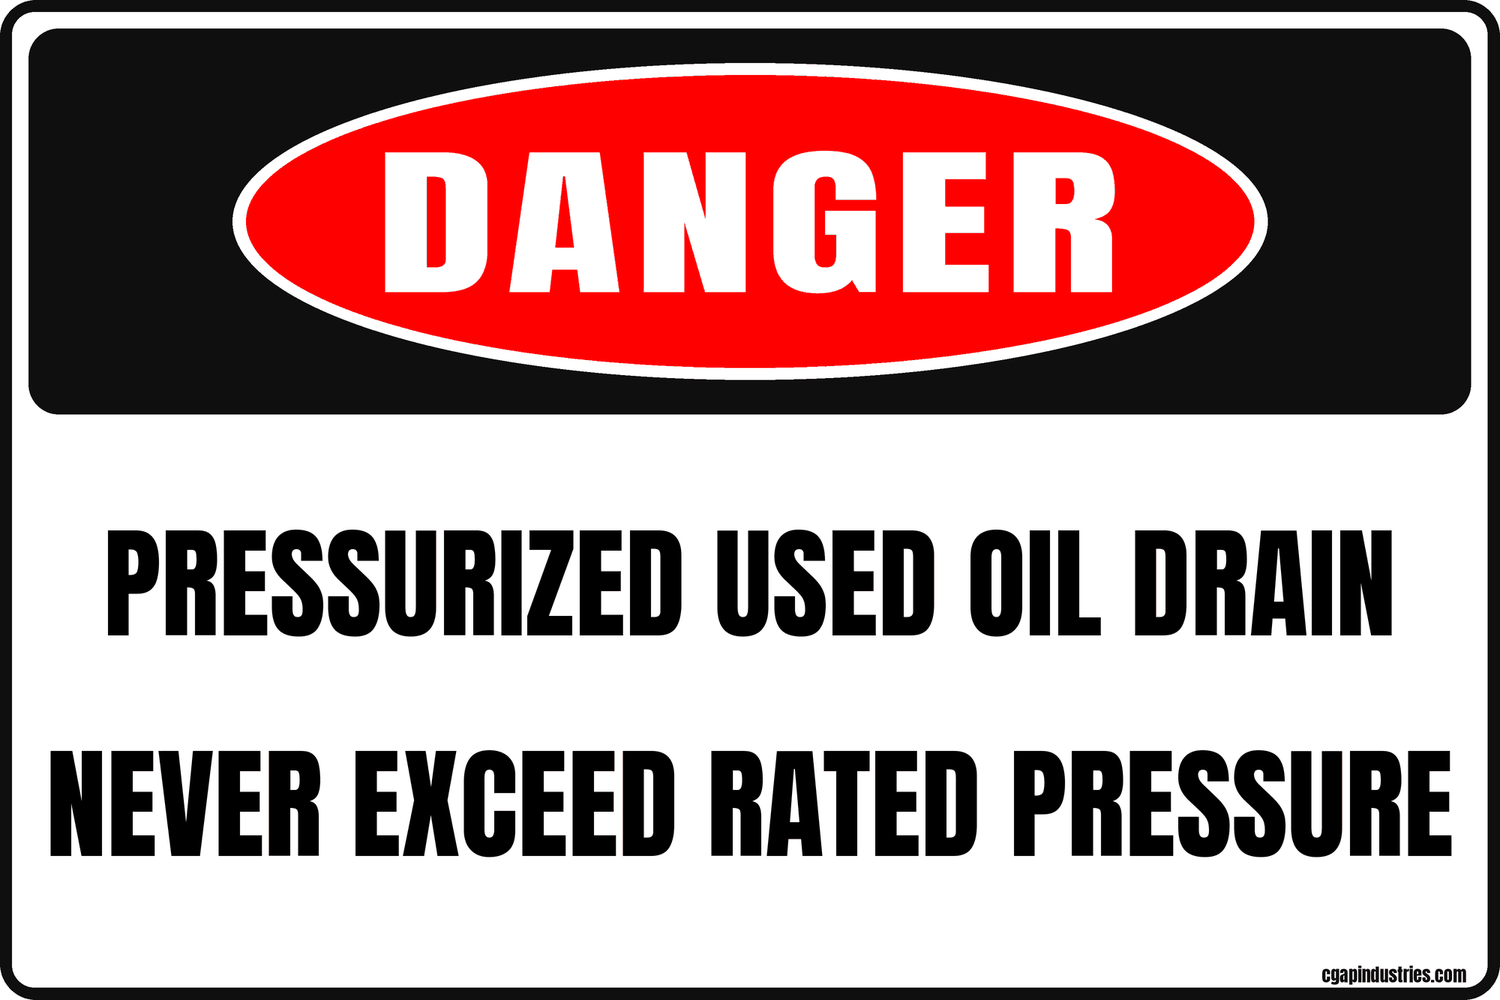 DANGER
PRESSURIZED USED OIL DRAIN
NEVER EXCEED RATED PRESSURE
cgapindustries.com